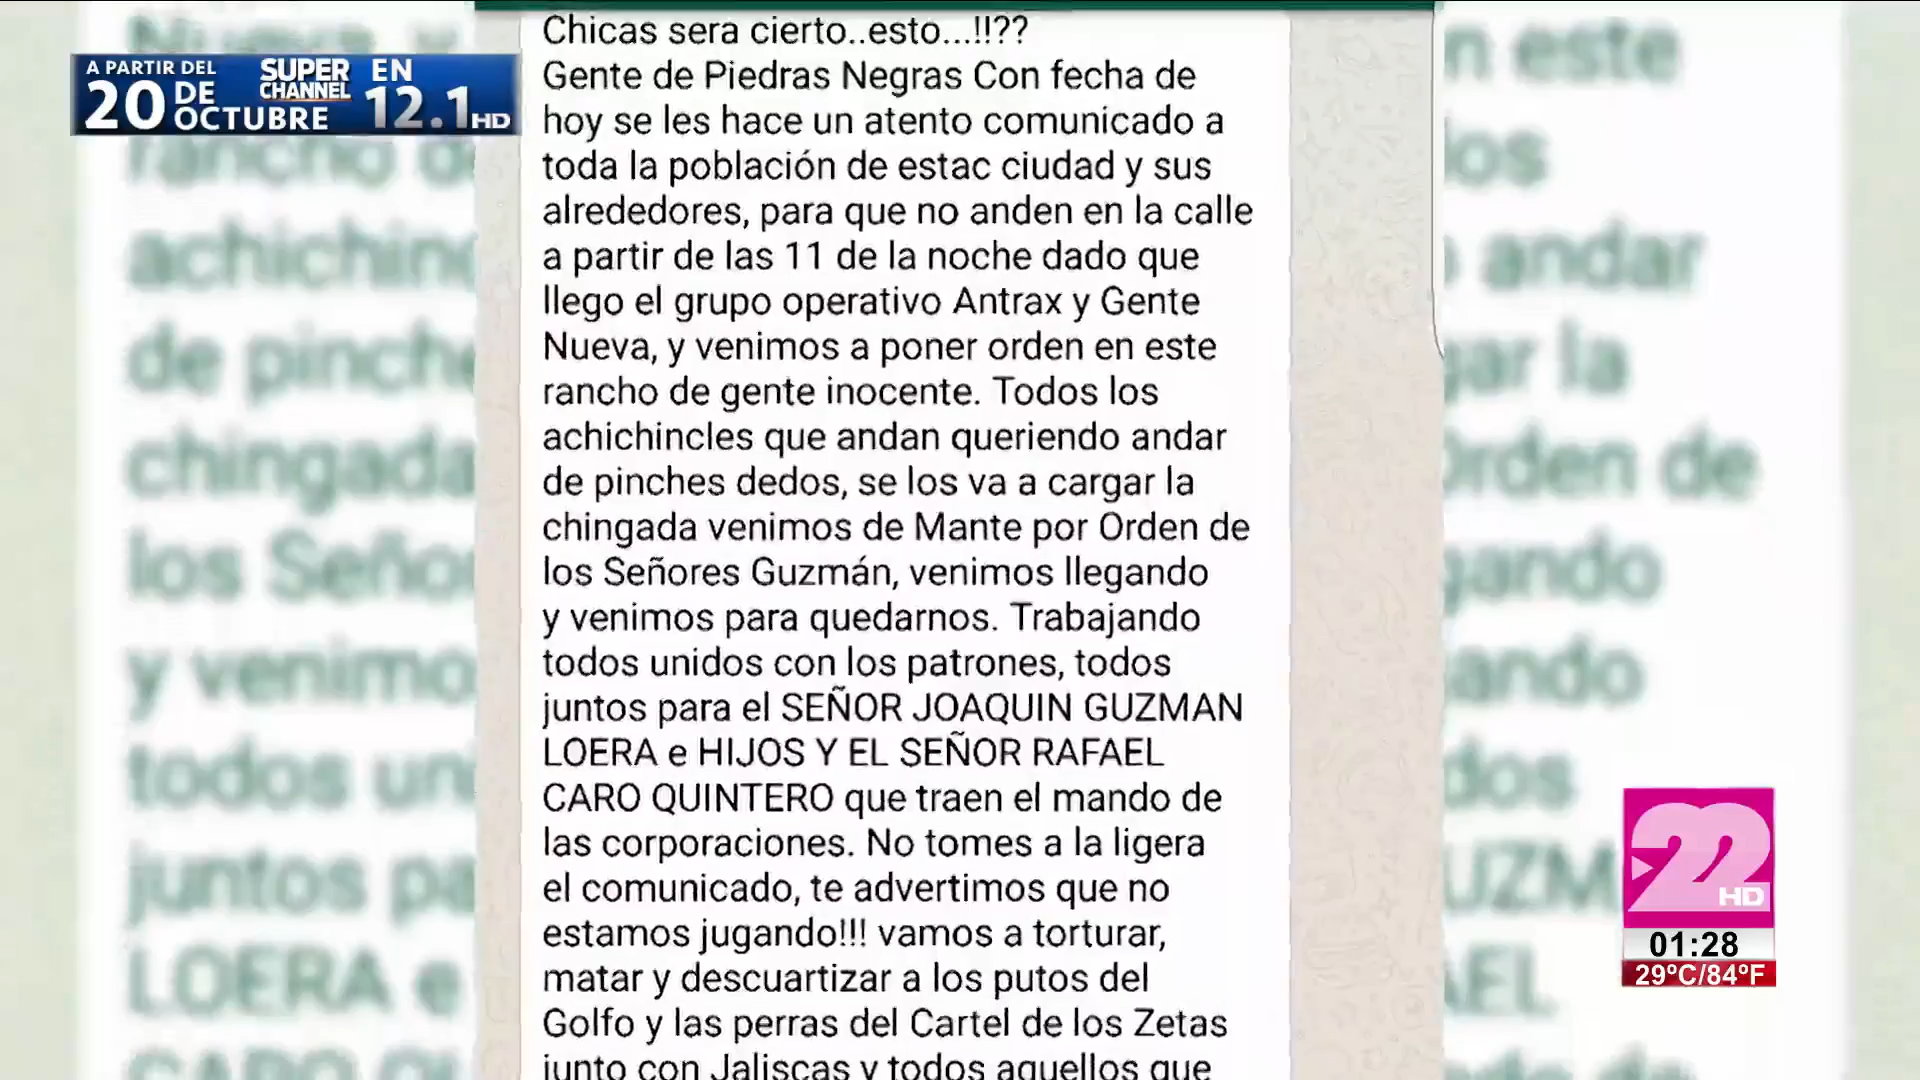 A PARTIR DEL
20 DE OCTUBRE
SUPER CHANNEL
EN 12.1 HD
Chicas sera cierto..esto...!!??
Gente de Piedras Negras Con fecha de
hoy se les hace un atento comunicado a
toda la población de estac ciudad y sus
alrededores, para que no anden en la calle
a partir de las 11 de la noche dado que
llego el grupo operativo Antrax y Gente
Nueva, y venimos a poner orden en este
rancho de gente inocente. Todos los
achichincles que andan queriendo andar
de pinches dedos, se los va a cargar la
chingada venimos de Mante por Orden de
los Señores Guzmán, venimos llegando
y venimos para quedarnos. Trabajando
todos unidos con los patrones, todos
juntos para el SEÑOR JOAQUIN GUZMAN
LOERA e HIJOS Y EL SEÑOR RAFAEL
CARO QUINTERO que traen el mando de
las corporaciones. No tomes a la ligera
el comunicado, te advertimos que no
estamos jugando!!! vamos a torturar,
matar y descuartizar a los putos del
Golfo y las perras del Cartel de los Zetas
junto con Jaliscas y todos aquellos que
22 HD
01:28
29ºC/84ºF